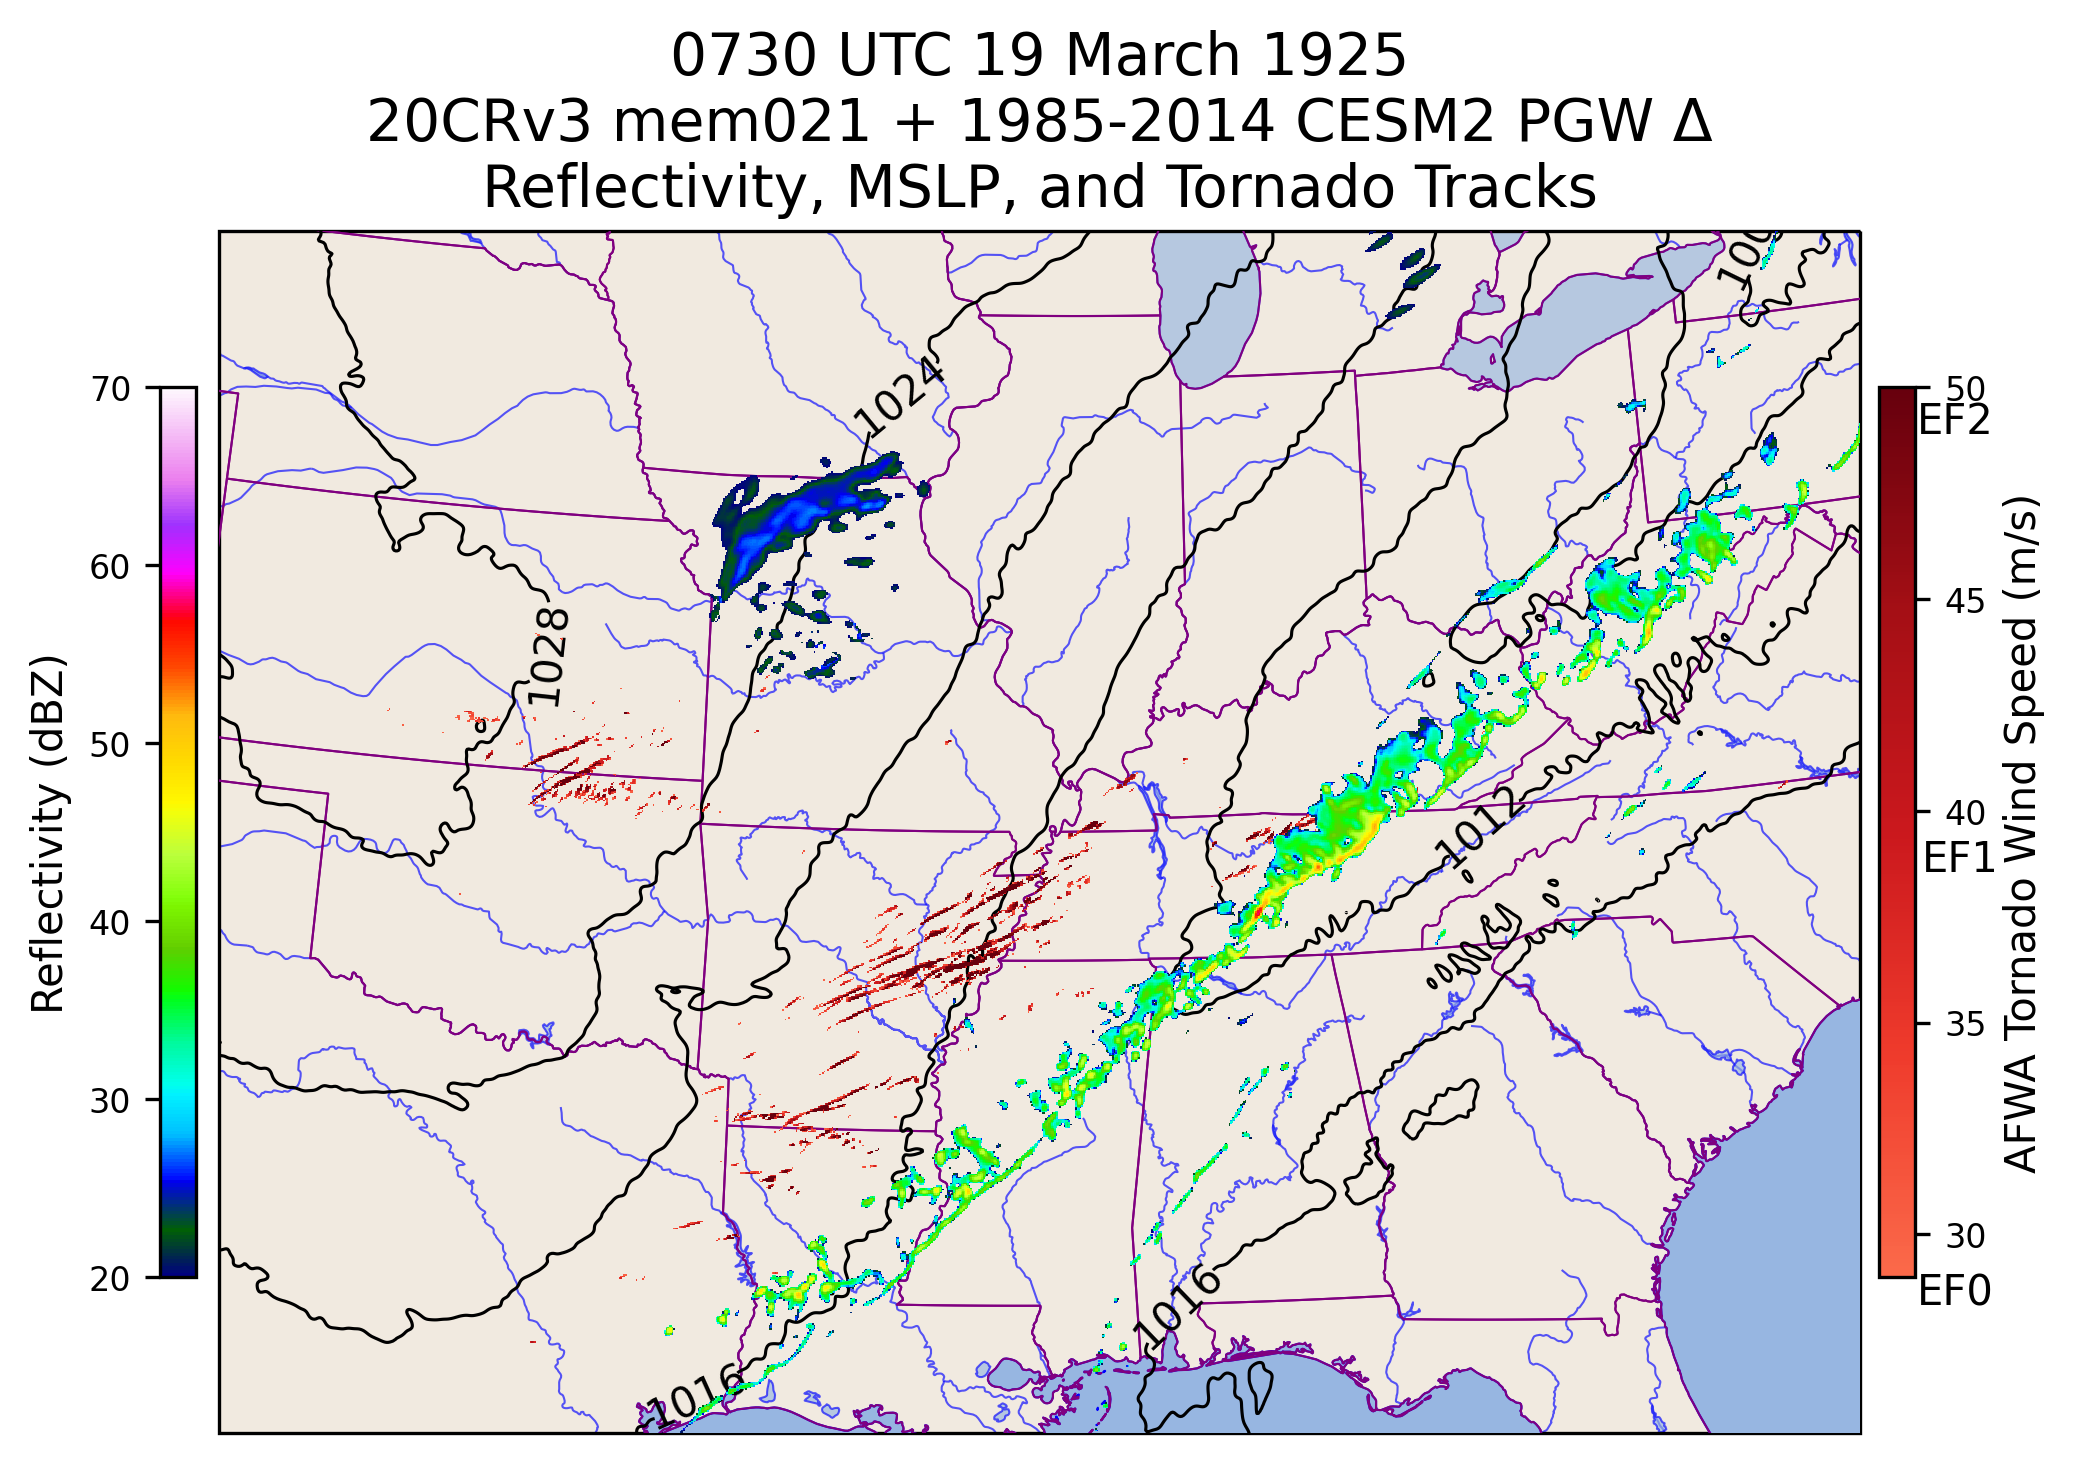 0730 UTC 19 March 1925
20CRv3 mem021 + 1985-2014 CESM2 PGW Δ
Reflectivity, MSLP, and Tornado Tracks
70
60
50
40
30
20
Reflectivity (dBZ)
1024
1028
1012
1016
1016
50
EF2
45
40
EF1
35
30
EF0
AFWA Tornado Wind Speed (m/s)